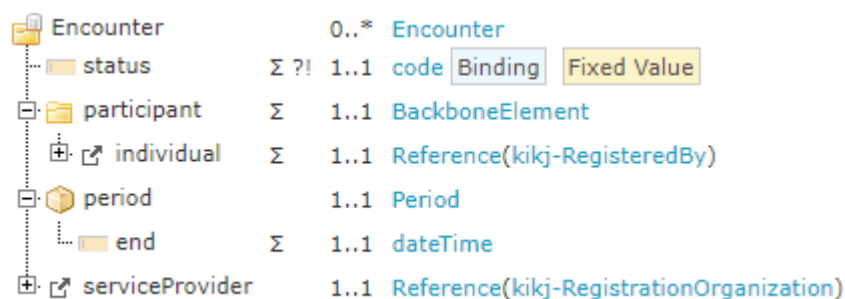 Encounter 0..* Encounter
status Σ ?! 1..1 code Binding Fixed Value
participant Σ 1..1 BackboneElement
individual Σ 1..1 Reference(kikj-RegisteredBy)
period 1..1 Period
end Σ 1..1 dateTime
serviceProvider 1..1 Reference(kikj-RegistrationOrganization)